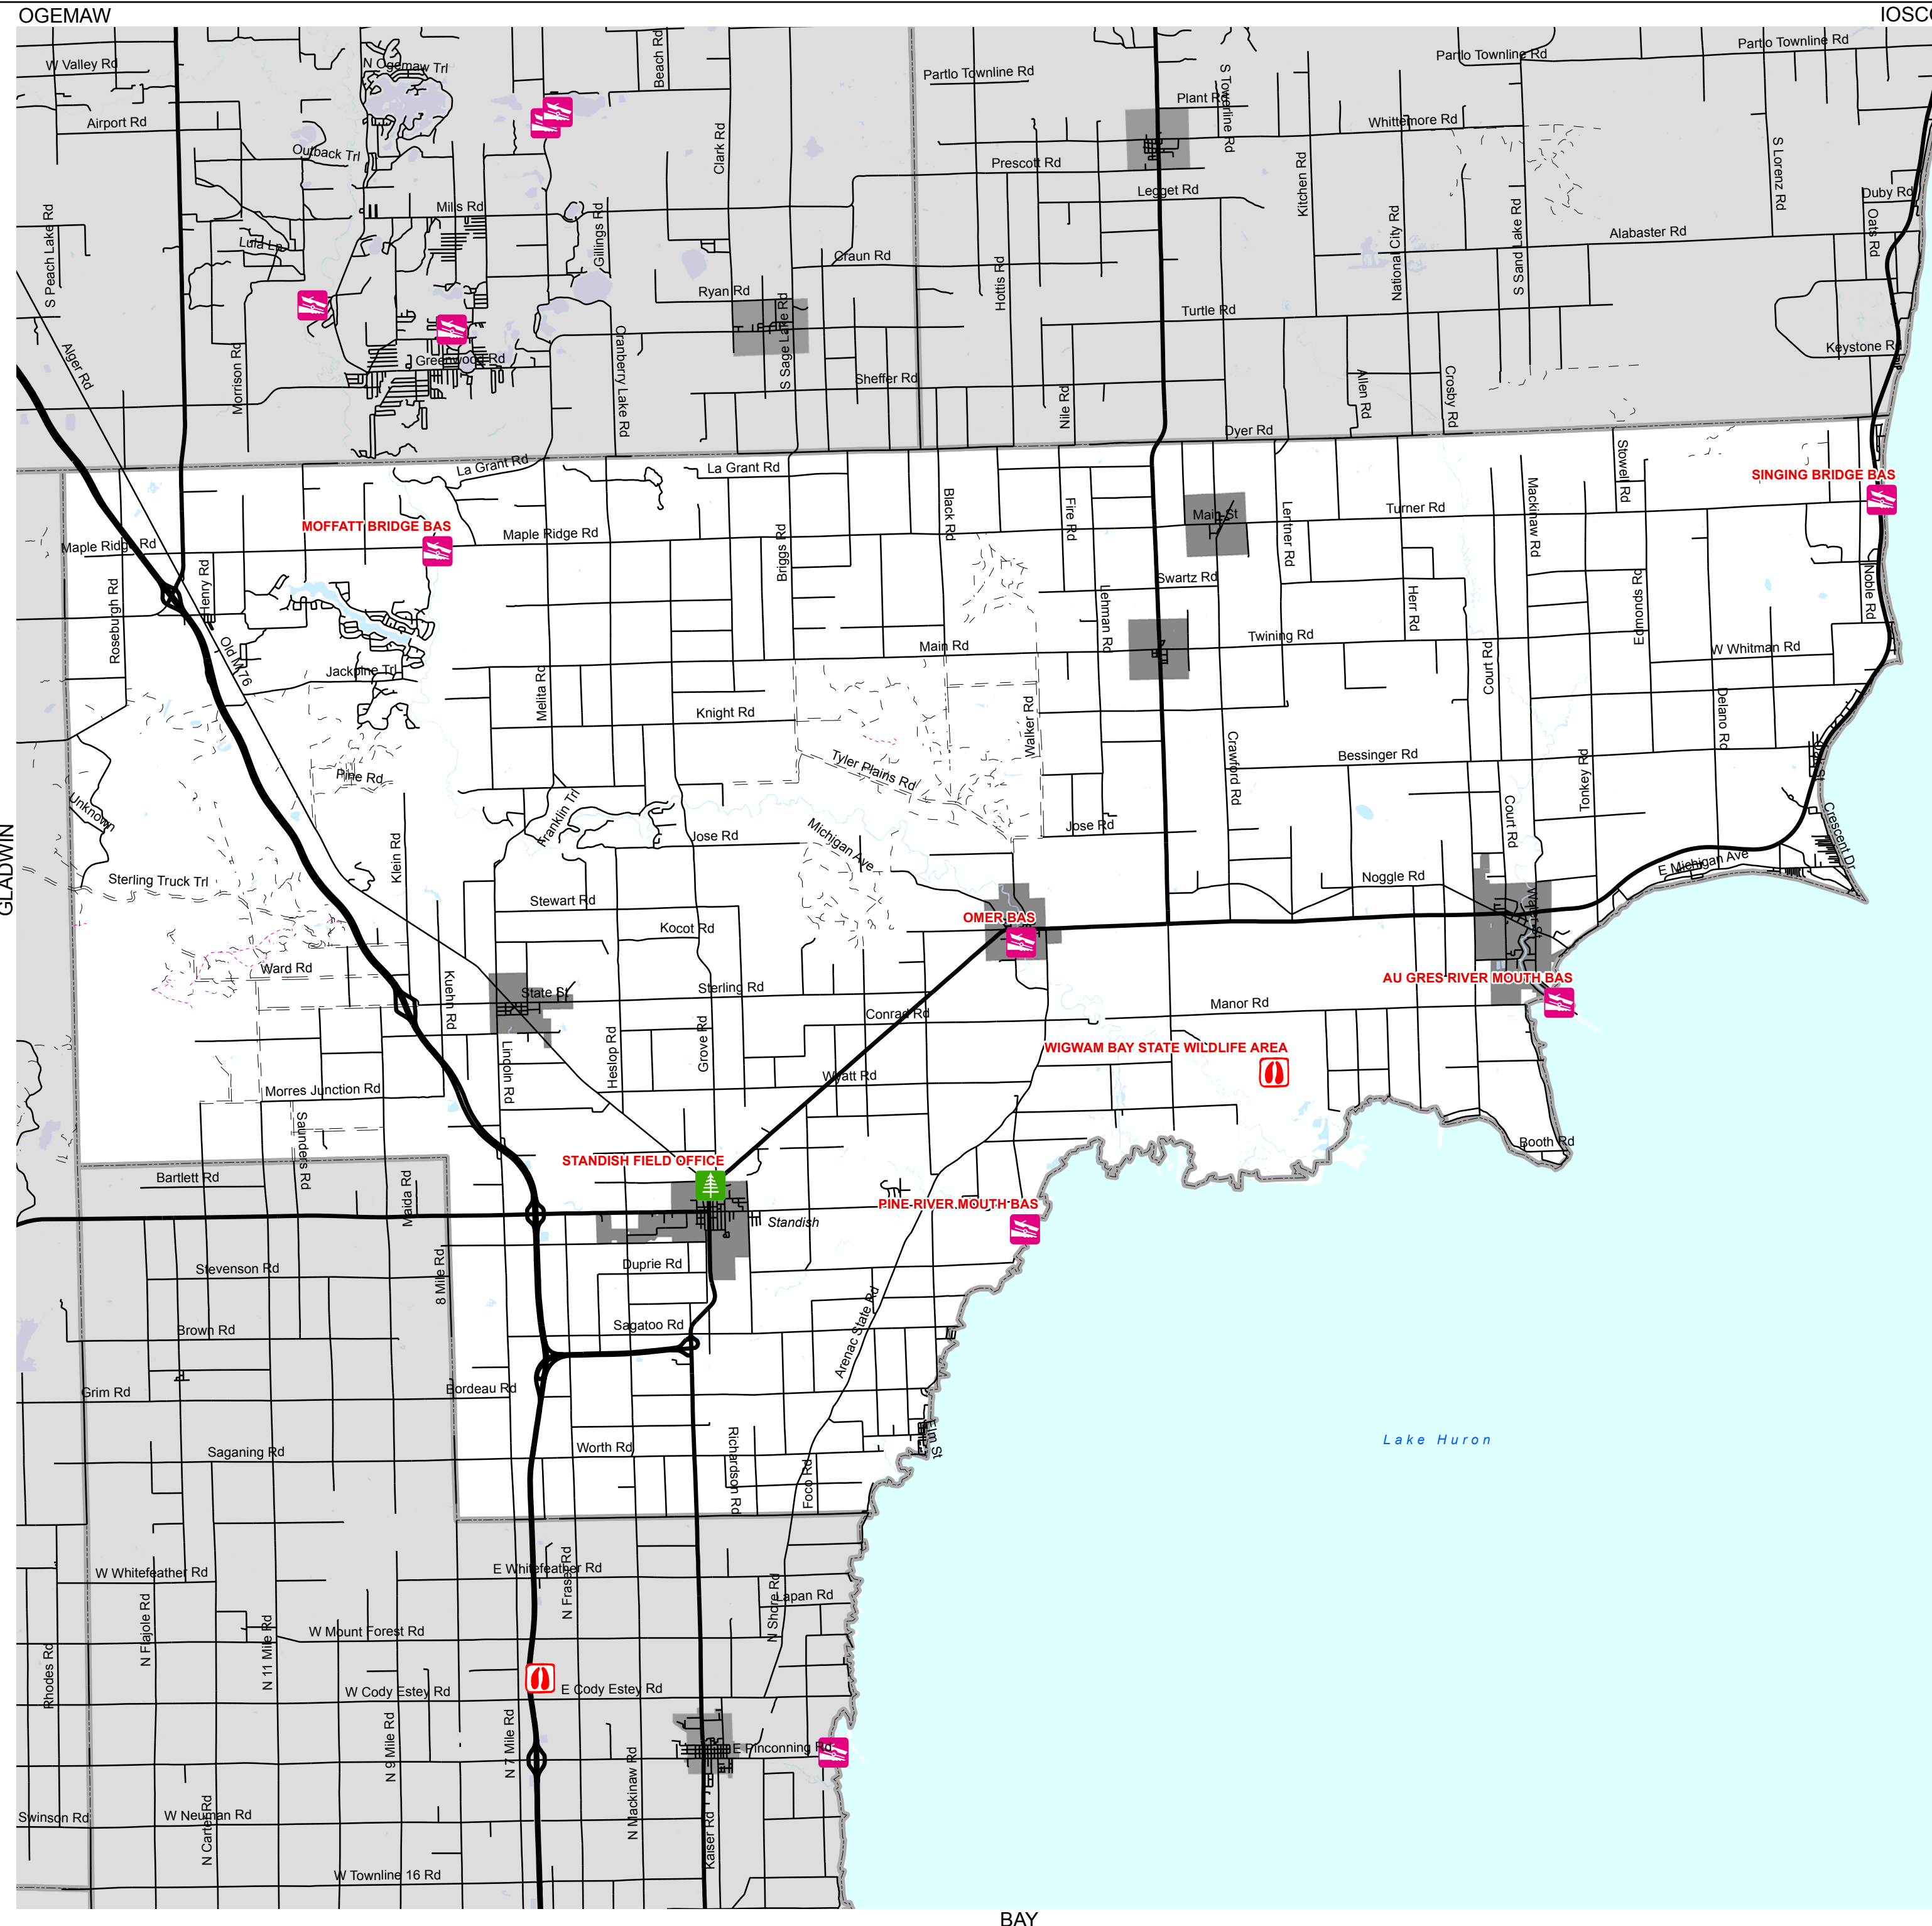 OGEMAW
IOSCO
W Valley Rd
N Ogemaw Trl
Beach Rd
Partlo Townline Rd
S Towerline Rd
Partlo Townline Rd
Partlo Townline Rd
Airport Rd
Outback Trl
Clark Rd
Plant Rd
Whittemore Rd
Prescott Rd
Legget Rd
Kitchen Rd
S Lorenz Rd
Duby Rd
S Peach Lake Rd
Mills Rd
Lula Ln
Gillings Rd
Craun Rd
Hottis Rd
National City Rd
S Sand Lake Rd
Alabaster Rd
Oats Rd
Ryan Rd
S Sage Lake Rd
Turtle Rd
Alger Rd
Morrison Rd
Greenwood Rd
Cranberry Lake Rd
Sheffer Rd
Nile Rd
Allen Rd
Crosby Rd
Keystone Rd
Dyer Rd
La Grant Rd
La Grant Rd
Stowell Rd
SINGING BRIDGE BAS
MOFFATT BRIDGE BAS
Maple Ridge Rd
Maple Ridge Rd
Briggs Rd
Black Rd
Fire Rd
Main St
Lentner Rd
Turner Rd
Mackinaw Rd
Roseburgh Rd
Henry Rd
Swartz Rd
Lehman Rd
Herr Rd
Edmonds Rd
Noble Rd
Old M 76
Jackpine Trl
Melita Rd
Main Rd
Twining Rd
Court Rd
W Whitman Rd
Knight Rd
Walker Rd
Delano Rd
Pine Rd
Tyler Plains Rd
Crawford Rd
Bessinger Rd
Tonkey Rd
Unknown
Franklin Trl
Michigan Ave
Jose Rd
Jose Rd
Court Rd
Crescent Dr
GLADWIN
Klein Rd
Sterling Truck Trl
Stewart Rd
Noggle Rd
E Michigan Ave
Kocot Rd
OMER BAS
Ward Rd
Kuehn Rd
State St
Sterling Rd
Conrad Rd
Manor Rd
AU GRES RIVER MOUTH BAS
Lincoln Rd
Heslop Rd
Grove Rd
Wyatt Rd
WIGWAM BAY STATE WILDLIFE AREA
Morres Junction Rd
Saunders Rd
Booth Rd
STANDISH FIELD OFFICE
Bartlett Rd
Maida Rd
Standish
PINE RIVER MOUTH BAS
Stevenson Rd
8 Mile Rd
Duprie Rd
Brown Rd
Sagatoo Rd
Arenac State Rd
Grim Rd
Bordeau Rd
Saganing Rd
Worth Rd
Richardson Rd
Foco Rd
Elm St
Lake Huron
W Whitefeather Rd
E Whitefeather Rd
N Fraser Rd
N Shore Rd
Lapan Rd
N Flajole Rd
N 11 Mile Rd
W Mount Forest Rd
Rhodes Rd
W Cody Estey Rd
E Cody Estey Rd
N 9 Mile Rd
N 7 Mile Rd
E Pinconning Rd
N Mackinaw Rd
Swinson Rd
N Carter Rd
W Neuman Rd
Kaiser Rd
W Townline 16 Rd
BAY